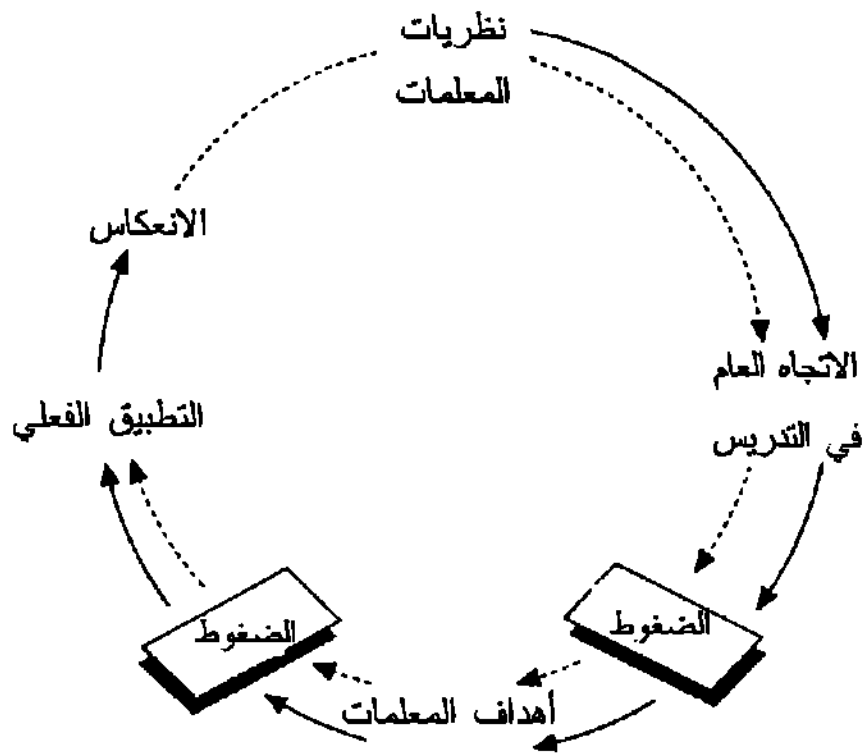 نظريات
المعلمات
الاتجاه العام
في التدريس
الضغوط
أهداف المعلمات
الضغوط
التطبيق الفعلي
الانعكاس